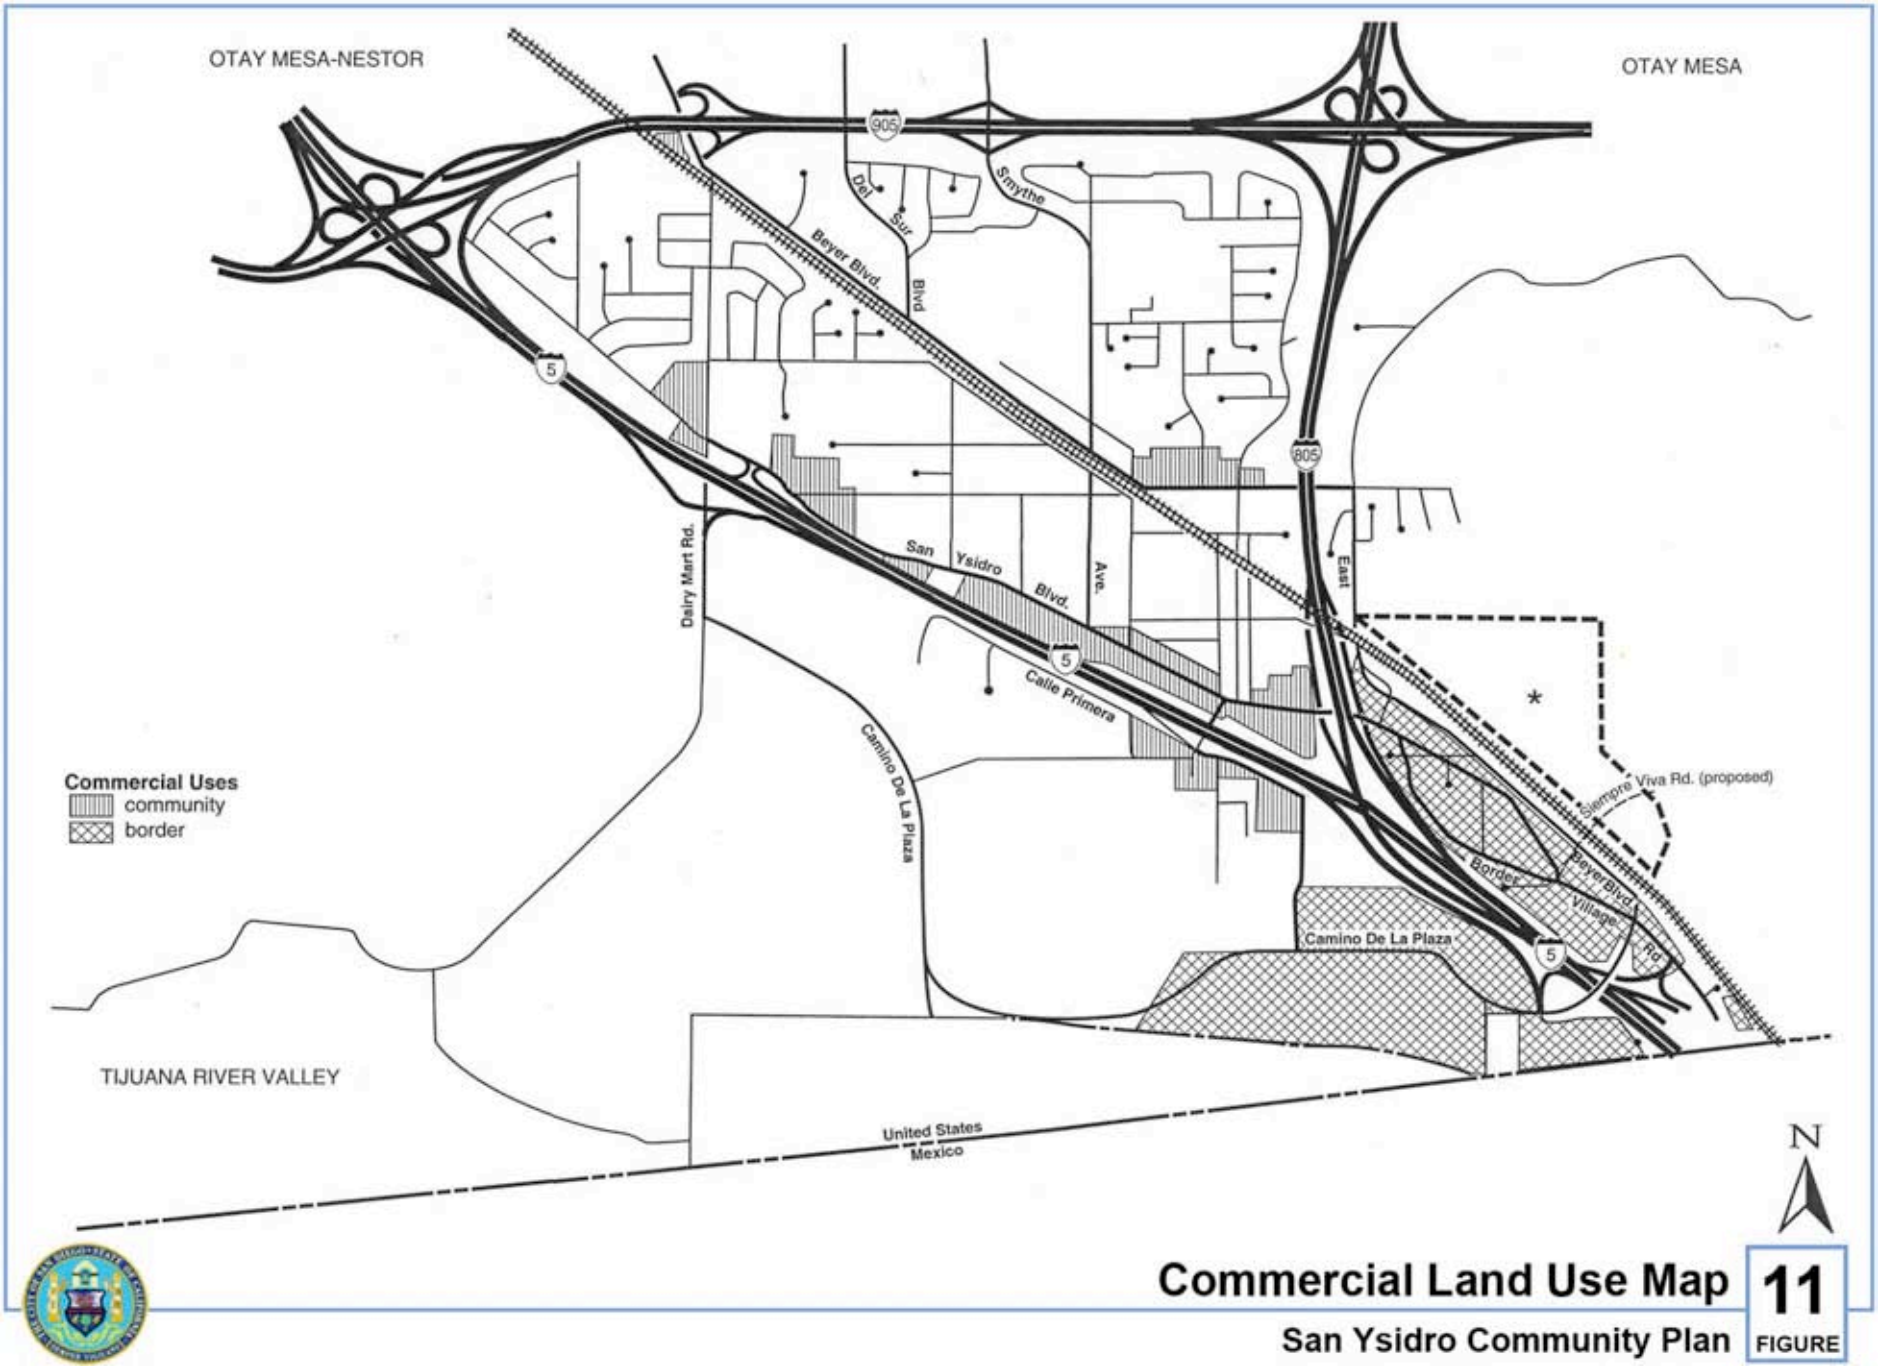 OTAY MESA-NESTOR
OTAY MESA
905
Del
Sur
Blvd
Smythe
Beyer Blvd.
5
805
San Ysidro Blvd.
Ave.
East
Dairy Mart Rd.
5
Calle Primera
*
Camino De La Plaza
Siempre Viva Rd. (proposed)
Commercial Uses
community
border
Border
Village
Rd
Beyer Blvd.
Camino De La Plaza
5
TIJUANA RIVER VALLEY
United States
Mexico
N
Commercial Land Use Map
San Ysidro Community Plan
11
FIGURE